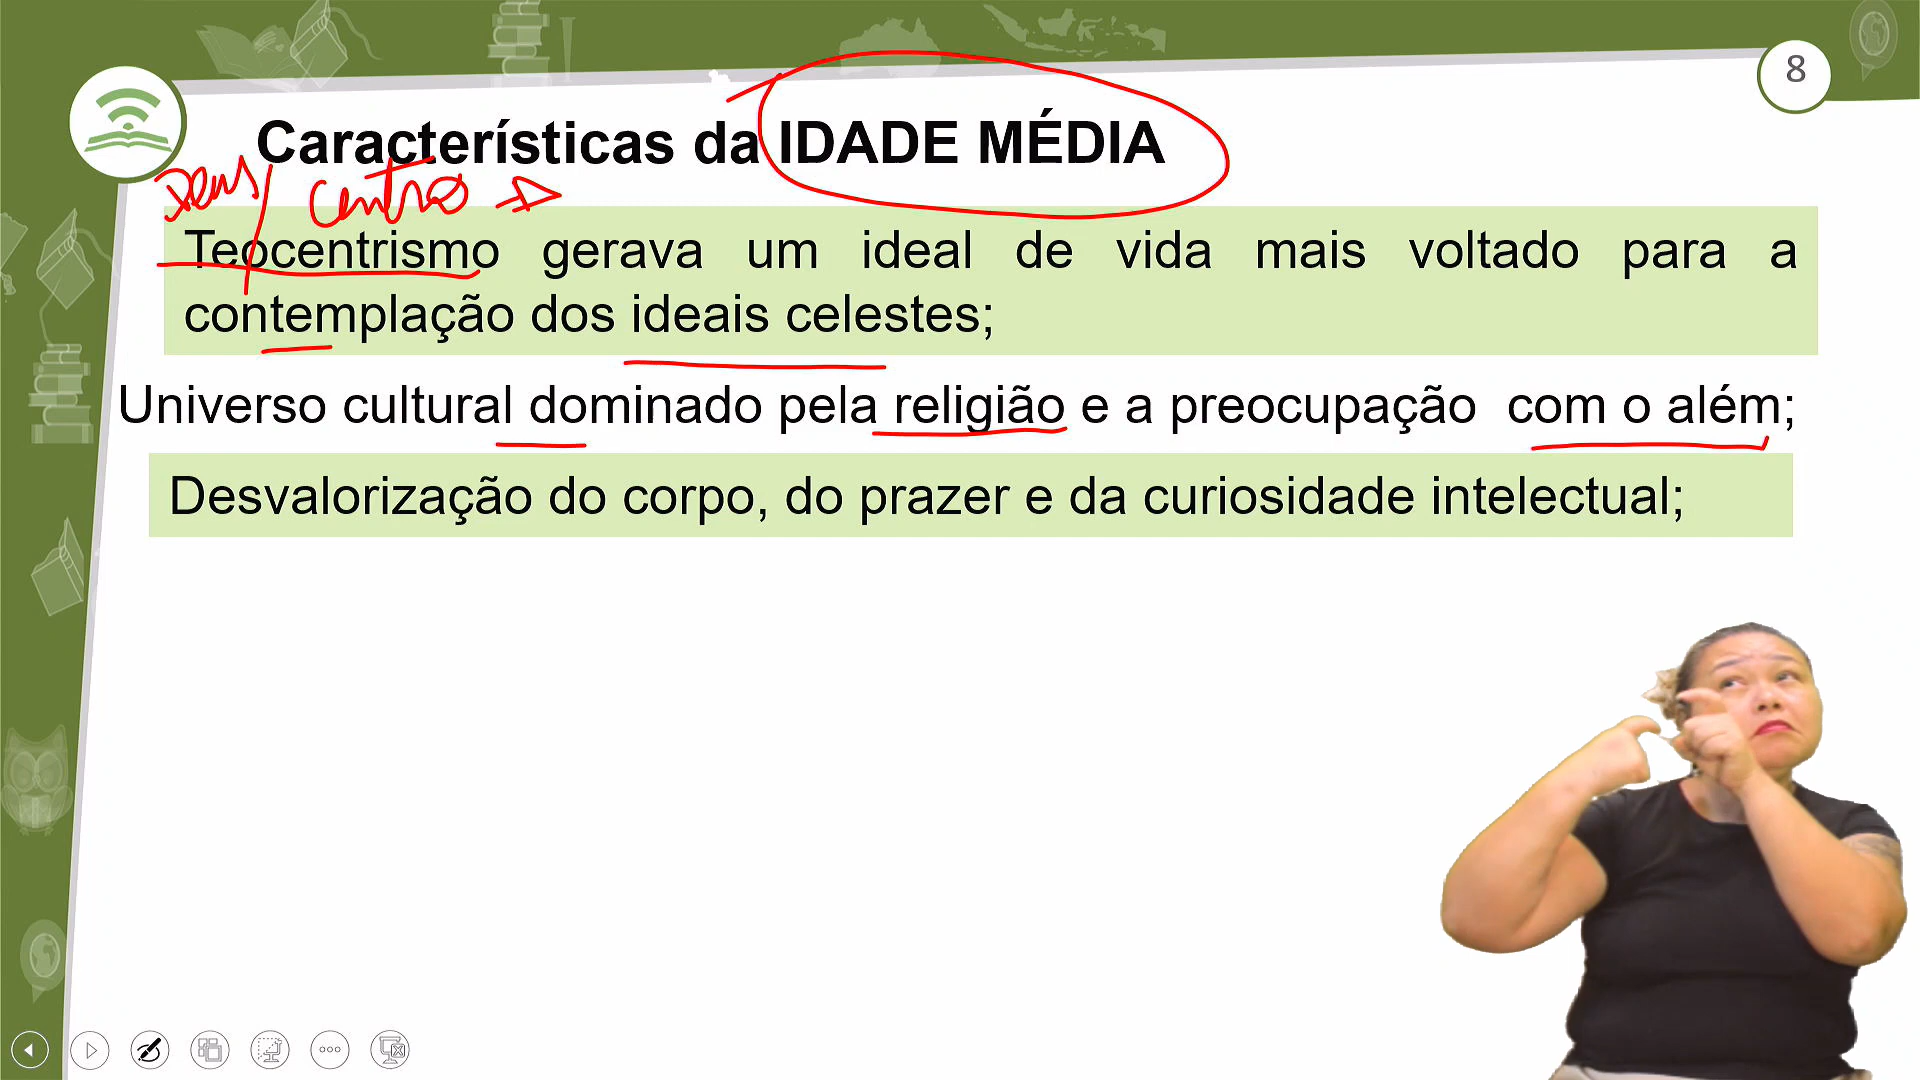 8
Características da IDADE MÉDIA
Deus / centro →
Teocentrismo gerava um ideal de vida mais voltado para a
contemplação dos ideais celestes;
Universo cultural dominado pela religião e a preocupação com o além;
Desvalorização do corpo, do prazer e da curiosidade intelectual;